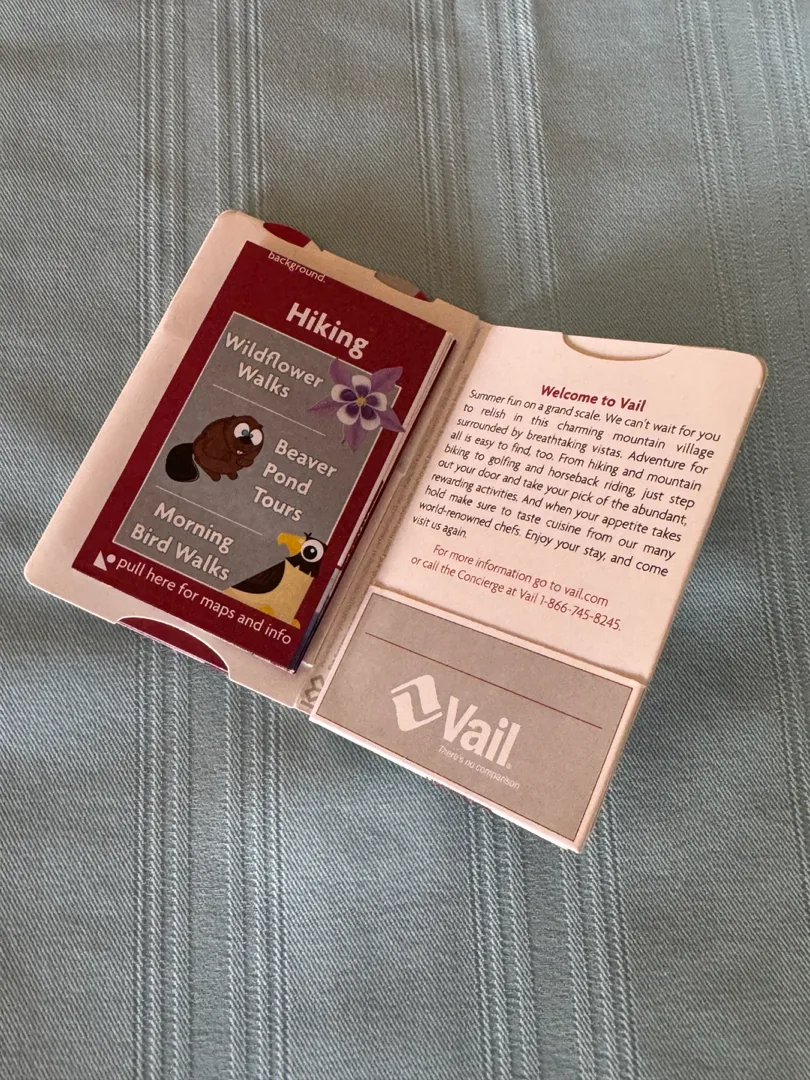 background.
Hiking
Wildflower
Walks
Beaver
Pond
Tours
Morning
Bird Walks
pull here for maps and info
Welcome to Vail
Summer fun on a grand scale. We can't wait for you
to relish in this charming mountain village
surrounded by breathtaking vistas. Adventure for
all is easy to find, too. From hiking and mountain
biking to golfing and horseback riding, just step
out your door and take your pick of the abundant,
rewarding activities. And when your appetite takes
hold make sure to taste cuisine from our many
world-renowned chefs. Enjoy your stay, and come
visit us again.
For more information go to vail.com
or call the Concierge at Vail 1-866-745-8245.
Vail®
There's no comparison